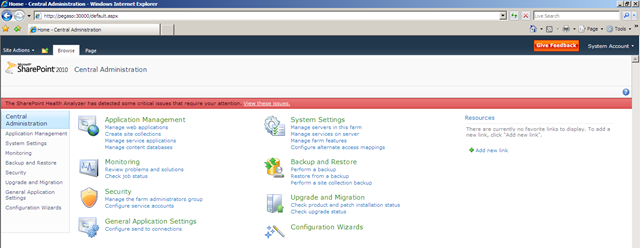 Home - Central Administration - Windows Internet Explorer
http://pegaso:30000/default.aspx
Live Search
Home - Central Administration
Page
Tools
Site Actions
Browse
Page
Give Feedback
System Account
Microsoft
SharePoint 2010
Central Administration
The SharePoint Health Analyzer has detected some critical issues that require your attention. View these issues.
Central
Administration
Application Management
System Settings
Monitoring
Backup and Restore
Security
Upgrade and Migration
General Application
Settings
Configuration Wizards
Application Management
Manage web applications
Create site collections
Manage service applications
Manage content databases
Monitoring
Review problems and solutions
Check job status
Security
Manage the farm administrators group
Configure service accounts
General Application Settings
Configure send to connections
System Settings
Manage servers in this farm
Manage services on server
Manage farm features
Configure alternate access mappings
Backup and Restore
Perform a backup
Restore from a backup
Perform a site collection backup
Upgrade and Migration
Check product and patch installation status
Check upgrade status
Configuration Wizards
Resources
There are currently no favorite links to display. To add a
new link, click "Add new link".
Add new link